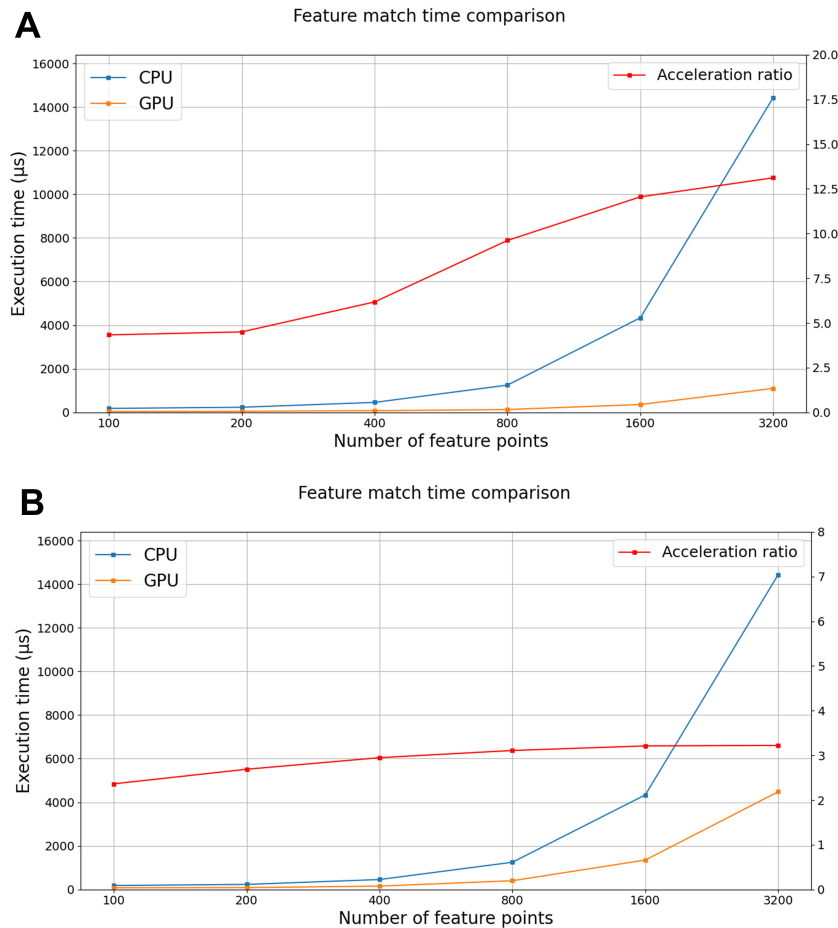 A
Feature match time comparison
CPU
GPU
Acceleration ratio
Execution time (μs)
16000
14000
12000
10000
8000
6000
4000
2000
0
20.0
17.5
15.0
12.5
10.0
7.5
5.0
2.5
0.0
100 200 400 800 1600 3200
Number of feature points
B
Feature match time comparison
CPU
GPU
Acceleration ratio
Execution time (μs)
16000
14000
12000
10000
8000
6000
4000
2000
0
8
7
6
5
4
3
2
1
0
100 200 400 800 1600 3200
Number of feature points